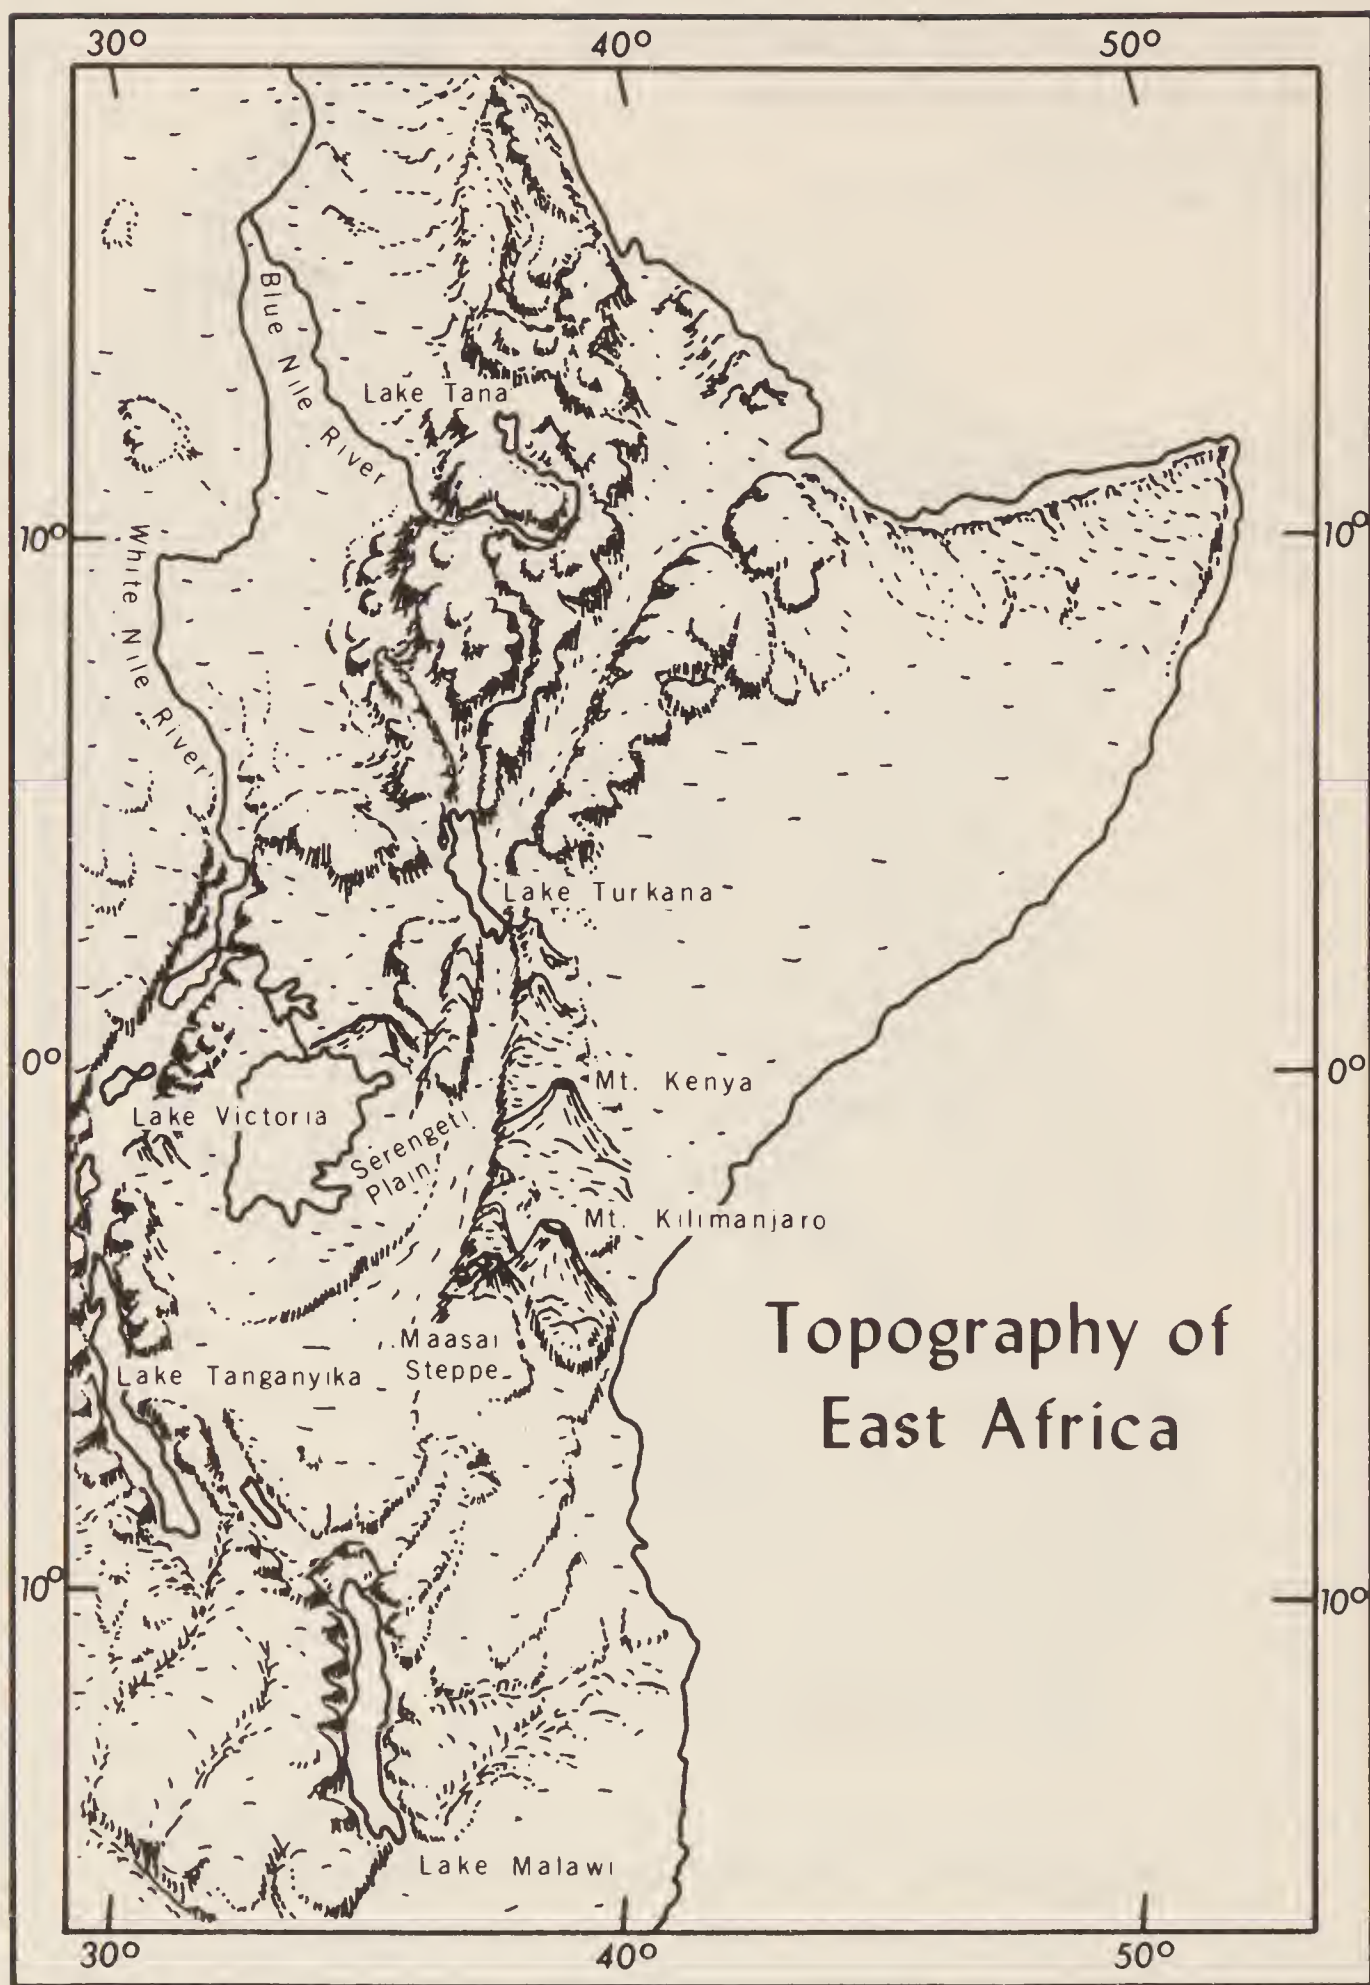 30° 40° 50°
Blue Nile River
Lake Tana
10° 10°
White Nile River
Lake Turkana
0° 0°
Mt. Kenya
Lake Victoria
Serengeti
Plain
Mt. Kilimanjaro
Maasai
Steppe
Topography of
East Africa
Lake Tanganyika
10° 10°
Lake Malawi
30° 40° 50°